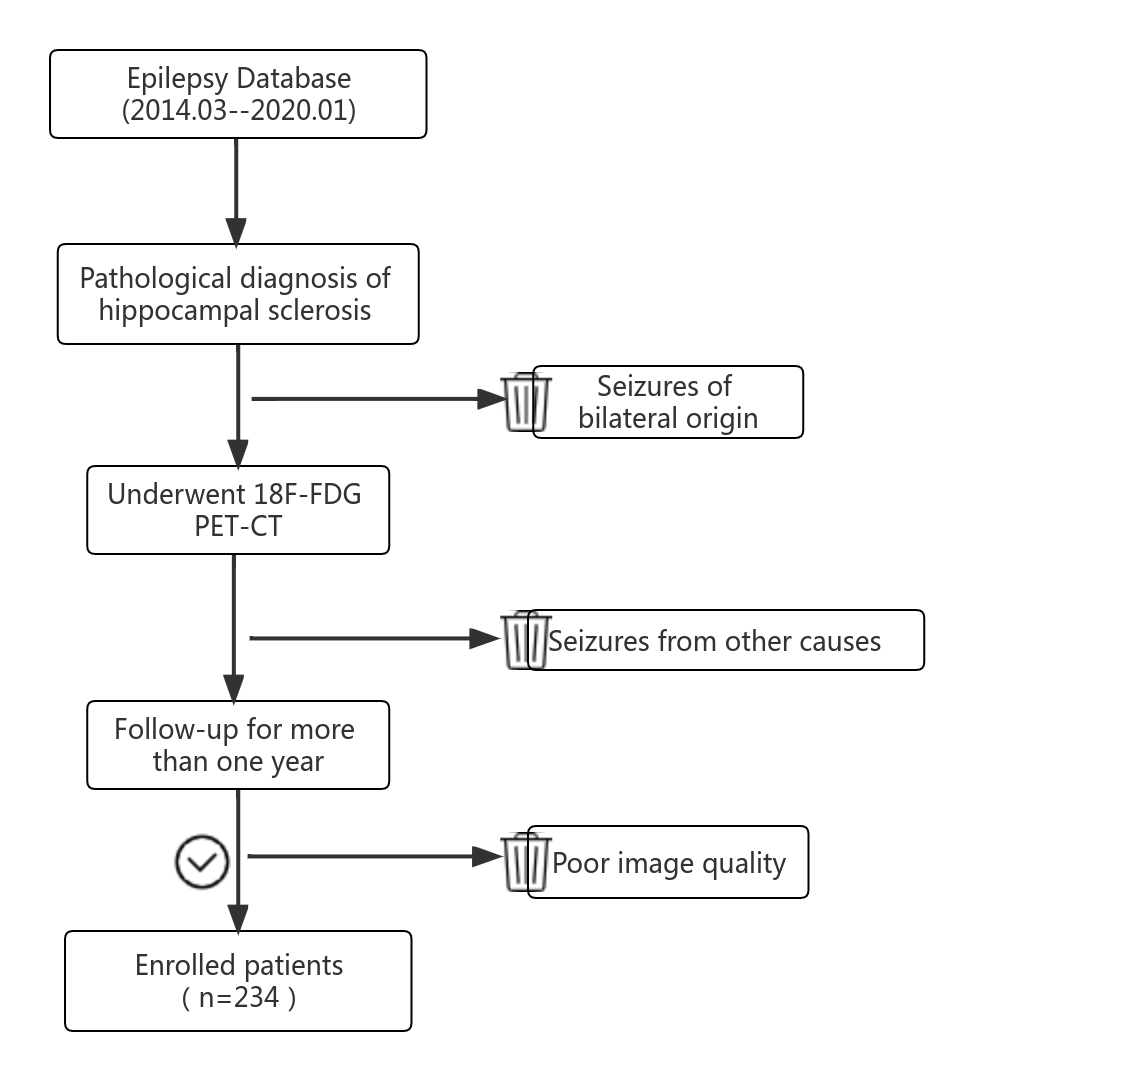 Epilepsy Database
(2014.03--2020.01)
Pathological diagnosis of
hippocampal sclerosis
Seizures of
bilateral origin
Underwent 18F-FDG
PET-CT
Seizures from other causes
Follow-up for more
than one year
Poor image quality
Enrolled patients
( n=234 )